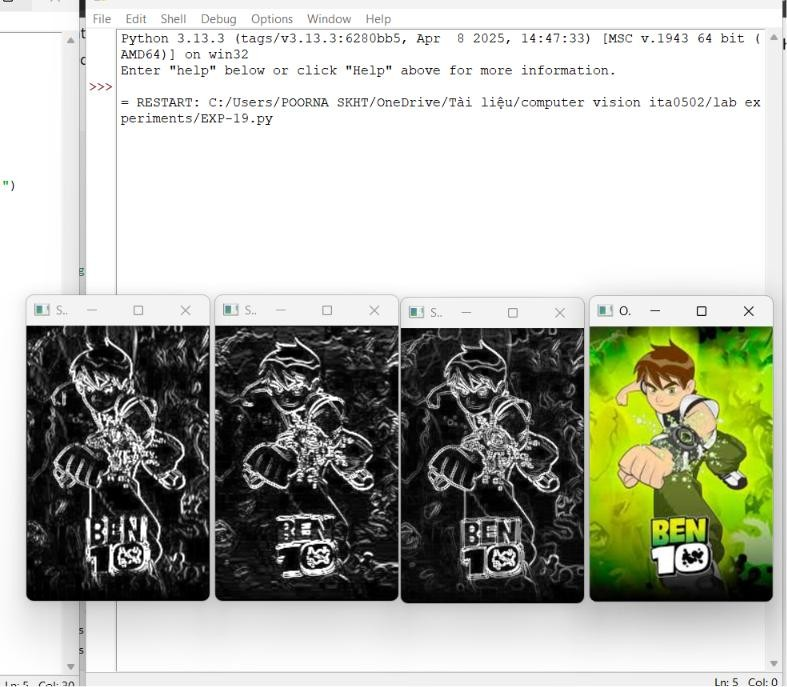 File Edit Shell Debug Options Window Help
Python 3.13.3 (tags/v3.13.3:6280bb5, Apr  8 2025, 14:47:33) [MSC v.1943 64 bit (
AMD64)] on win32
Enter "help" below or click "Help" above for more information.
>>>
= RESTART: C:/Users/POORNA SKHT/OneDrive/Tài liệu/computer vision ita0502/lab ex
periments/EXP-19.py
")
S.. S.. S.. O.
BEN
10
BEN
10
BEN
10
BEN
10
Ln: 5 Col: 30
Ln: 5 Col: 0